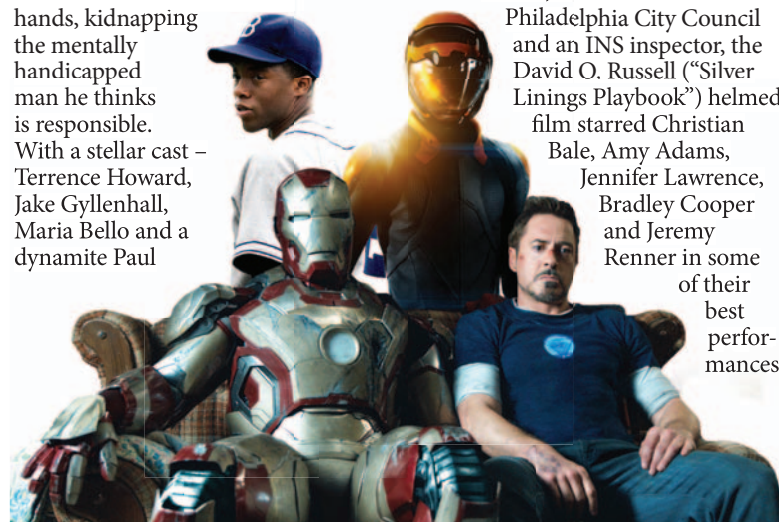 hands, kidnapping
the mentally
handicapped
man he thinks
is responsible.
With a stellar cast –
Terrence Howard,
Jake Gyllenhall,
Maria Bello and a
dynamite Paul
Philadelphia City Council
and an INS inspector, the
David O. Russell (“Silver
Linings Playbook”) helmed
film starred Christian
Bale, Amy Adams,
Jennifer Lawrence,
Bradley Cooper
and Jeremy
Renner in some
of their
best
perfor-
mances
B